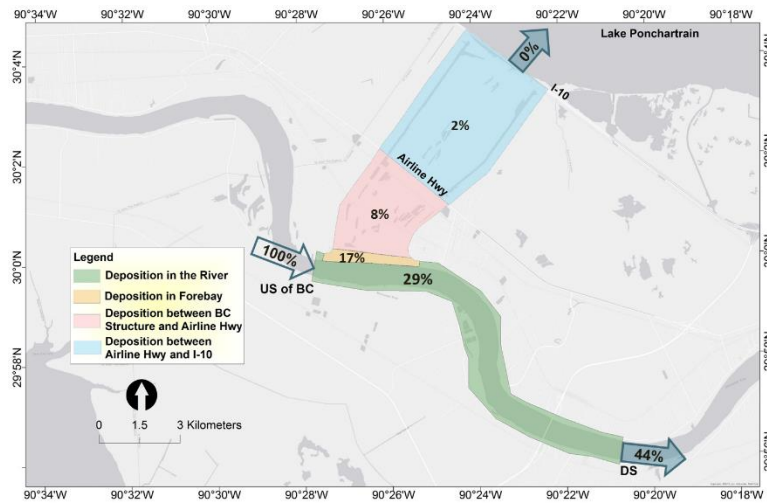 90°34'W 90°32'W 90°30'W 90°28'W 90°26'W 90°24'W 90°22'W 90°20'W 90°18'W
Lake Ponchartrain
0%
30°4'N
30°4'N
I-10
2%
30°2'N
Airline Hwy
8%
30°0'N
100%
17%
29%
US of BC
Legend
Deposition in the River
Deposition in Forebay
Deposition between BC
Structure and Airline Hwy
Deposition between
Airline Hwy and I-10
29°58'N
0 1.5 3 Kilometers
44%
DS
90°34'W 90°32'W 90°30'W 90°28'W 90°26'W 90°24'W 90°22'W 90°20'W 90°18'W